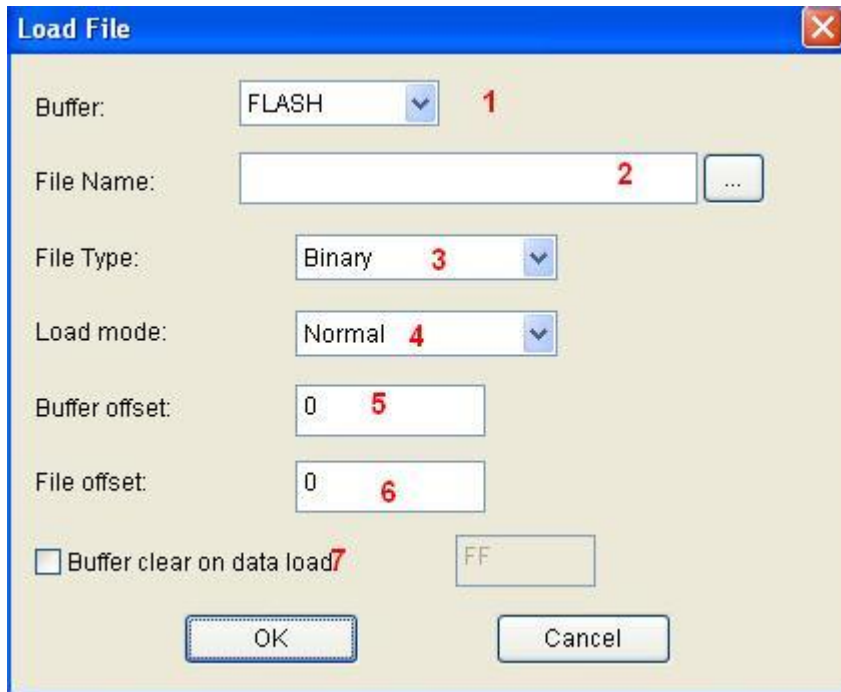 Load File
Buffer: FLASH 1
File Name: 2 ...
File Type: Binary 3
Load mode: Normal 4
Buffer offset: 0 5
File offset: 0 6
Buffer clear on data load 7 FF
OK Cancel